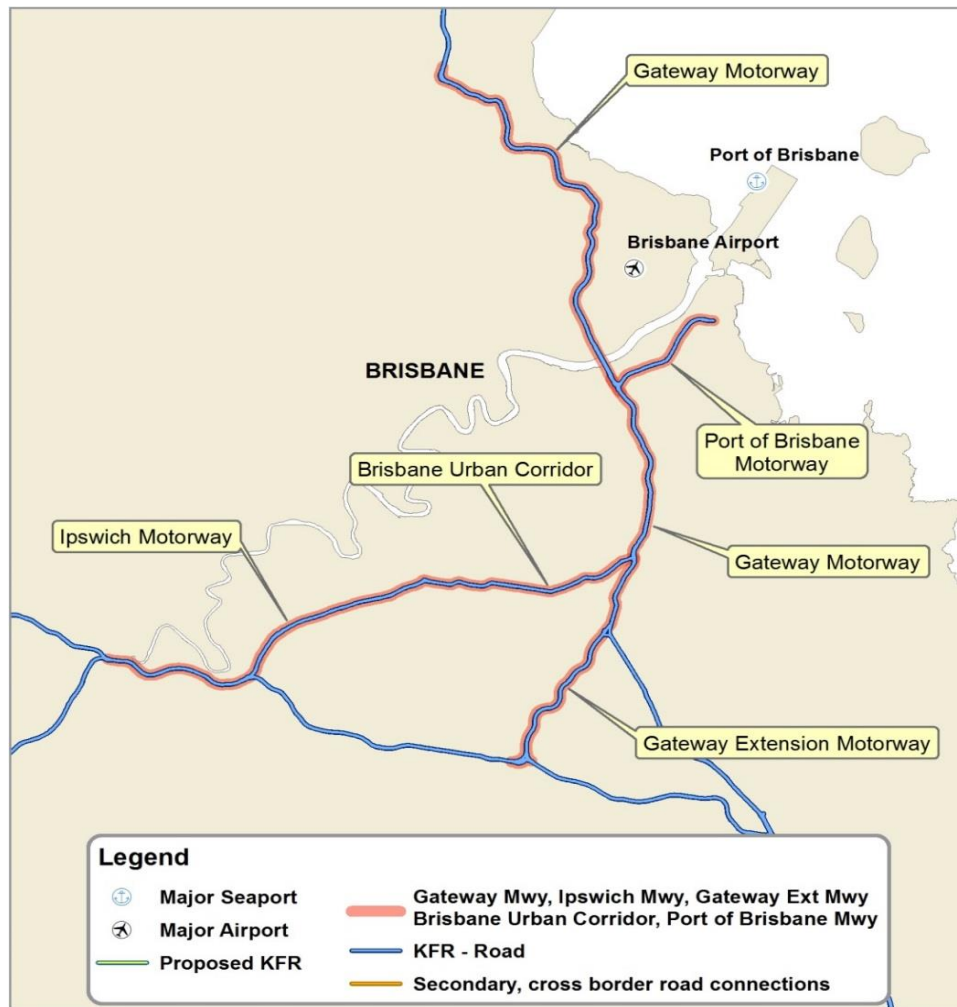 Gateway Motorway
Port of Brisbane
Brisbane Airport
BRISBANE
Port of Brisbane
Motorway
Brisbane Urban Corridor
Ipswich Motorway
Gateway Motorway
Gateway Extension Motorway
Legend
Major Seaport
Major Airport
Proposed KFR
Gateway Mwy, Ipswich Mwy, Gateway Ext Mwy
Brisbane Urban Corridor, Port of Brisbane Mwy
KFR - Road
Secondary, cross border road connections